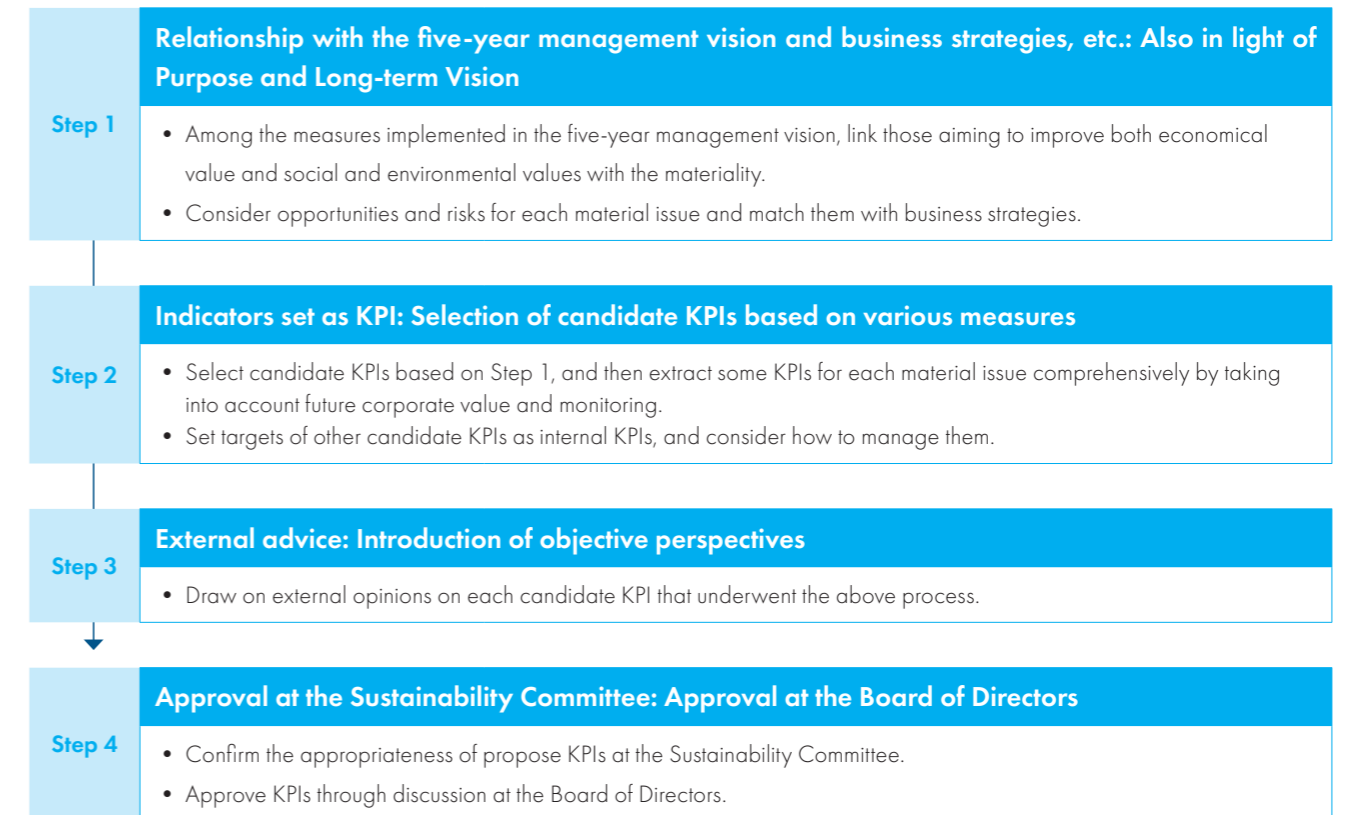 Step 1
Relationship with the five-year management vision and business strategies, etc.: Also in light of
Purpose and Long-term Vision
• Among the measures implemented in the five-year management vision, link those aiming to improve both economical
value and social and environmental values with the materiality.
• Consider opportunities and risks for each material issue and match them with business strategies.
Step 2
Indicators set as KPI: Selection of candidate KPIs based on various measures
• Select candidate KPIs based on Step 1, and then extract some KPIs for each material issue comprehensively by taking
into account future corporate value and monitoring.
• Set targets of other candidate KPIs as internal KPIs, and consider how to manage them.
Step 3
External advice: Introduction of objective perspectives
• Draw on external opinions on each candidate KPI that underwent the above process.
Step 4
Approval at the Sustainability Committee: Approval at the Board of Directors
• Confirm the appropriateness of propose KPIs at the Sustainability Committee.
• Approve KPIs through discussion at the Board of Directors.